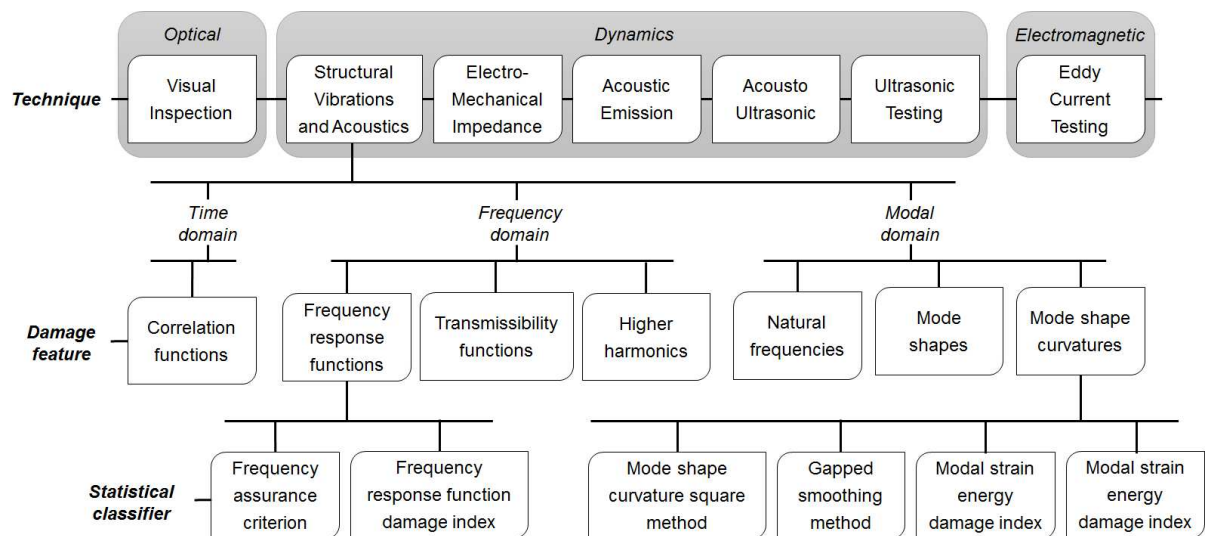 Optical
Dynamics
Electromagnetic
Technique
Visual
Inspection
Structural
Vibrations
and Acoustics
Electro-
Mechanical
Impedance
Acoustic
Emission
Acousto
Ultrasonic
Ultrasonic
Testing
Eddy
Current
Testing
Time
domain
Frequency
domain
Modal
domain
Damage
feature
Correlation
functions
Frequency
response
functions
Transmissibility
functions
Higher
harmonics
Natural
frequencies
Mode
shapes
Mode shape
curvatures
Statistical
classifier
Frequency
assurance
criterion
Frequency
response function
damage index
Mode shape
curvature square
method
Gapped
smoothing
method
Modal strain
energy
damage index
Modal strain
energy
damage index